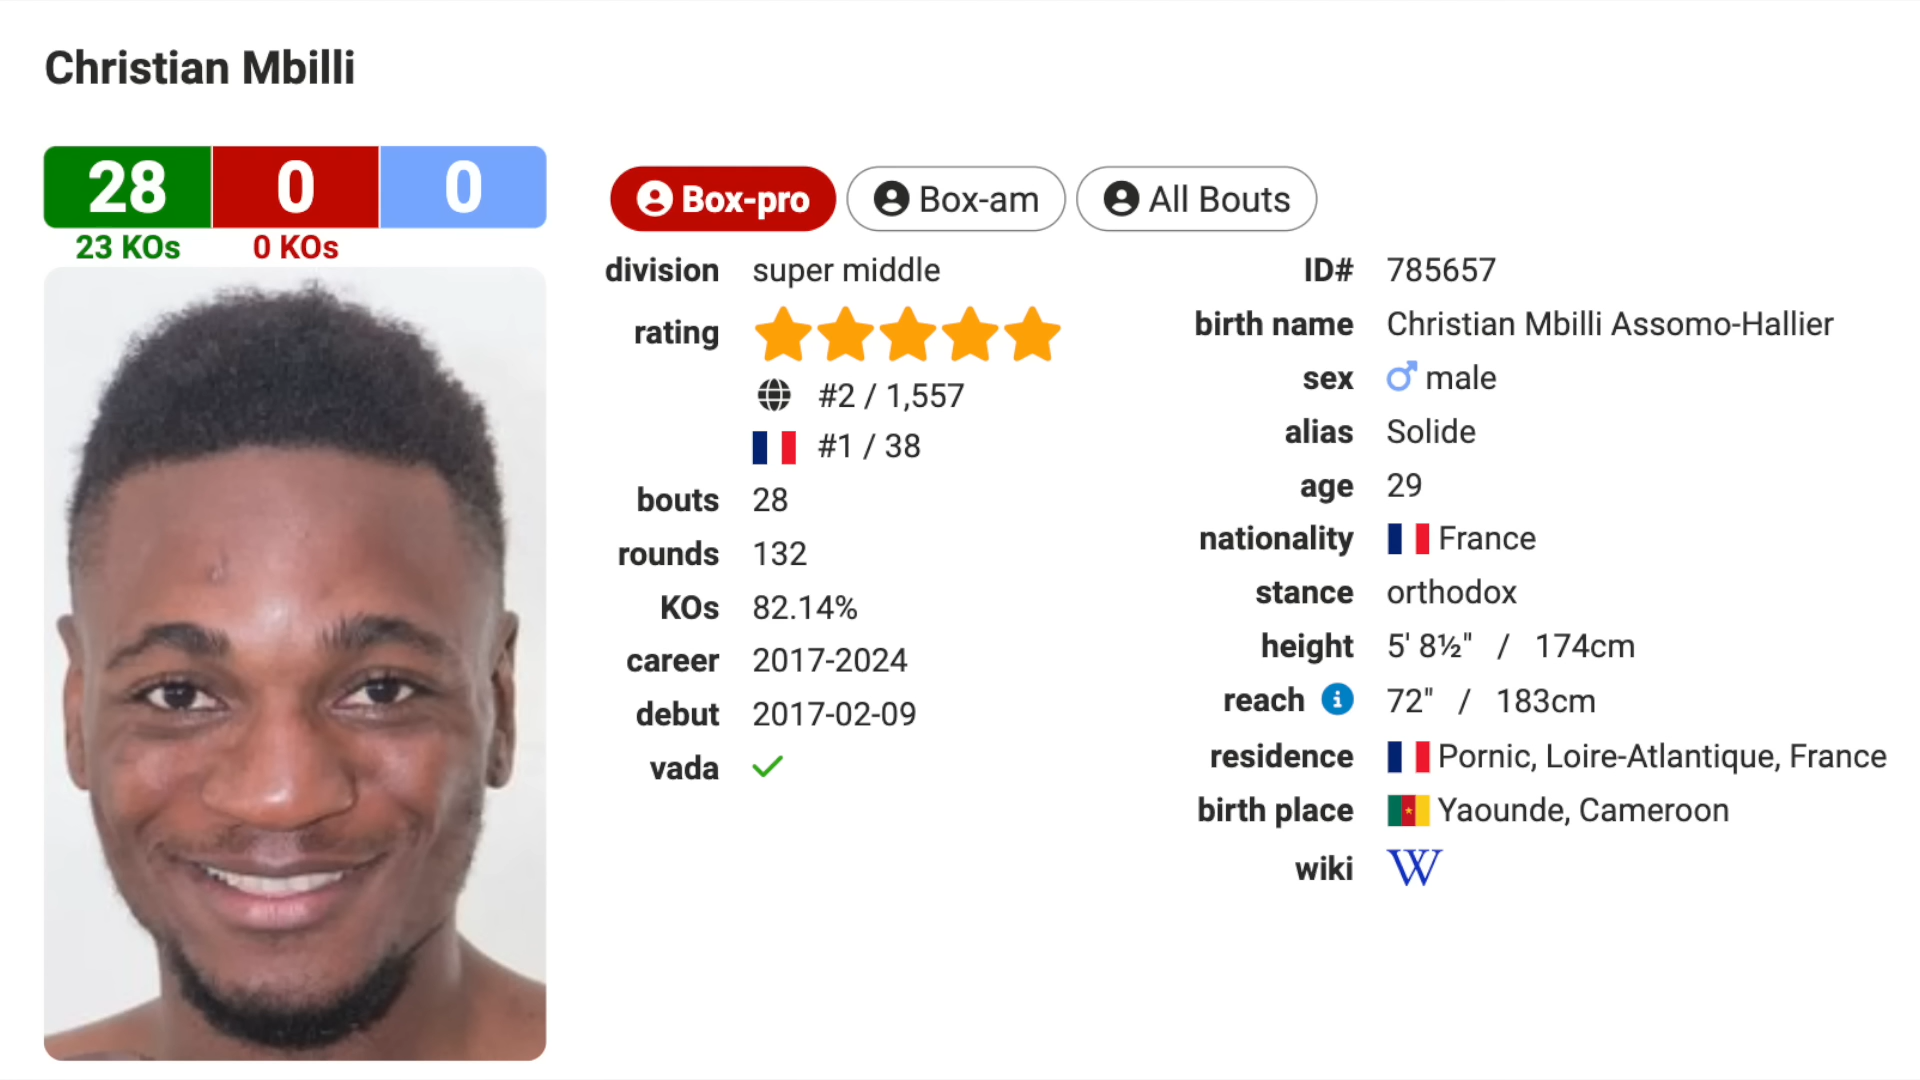 Christian Mbilli
28 0 0
23 KOs 0 KOs
Box-pro Box-am All Bouts
division super middle
rating
#2 / 1,557
#1 / 38
bouts 28
rounds 132
KOs 82.14%
career 2017-2024
debut 2017-02-09
vada
ID# 785657
birth name Christian Mbilli Assomo-Hallier
sex male
alias Solide
age 29
nationality France
stance orthodox
height 5' 8½" / 174cm
reach i 72" / 183cm
residence Pornic, Loire-Atlantique, France
birth place Yaounde, Cameroon
wiki W